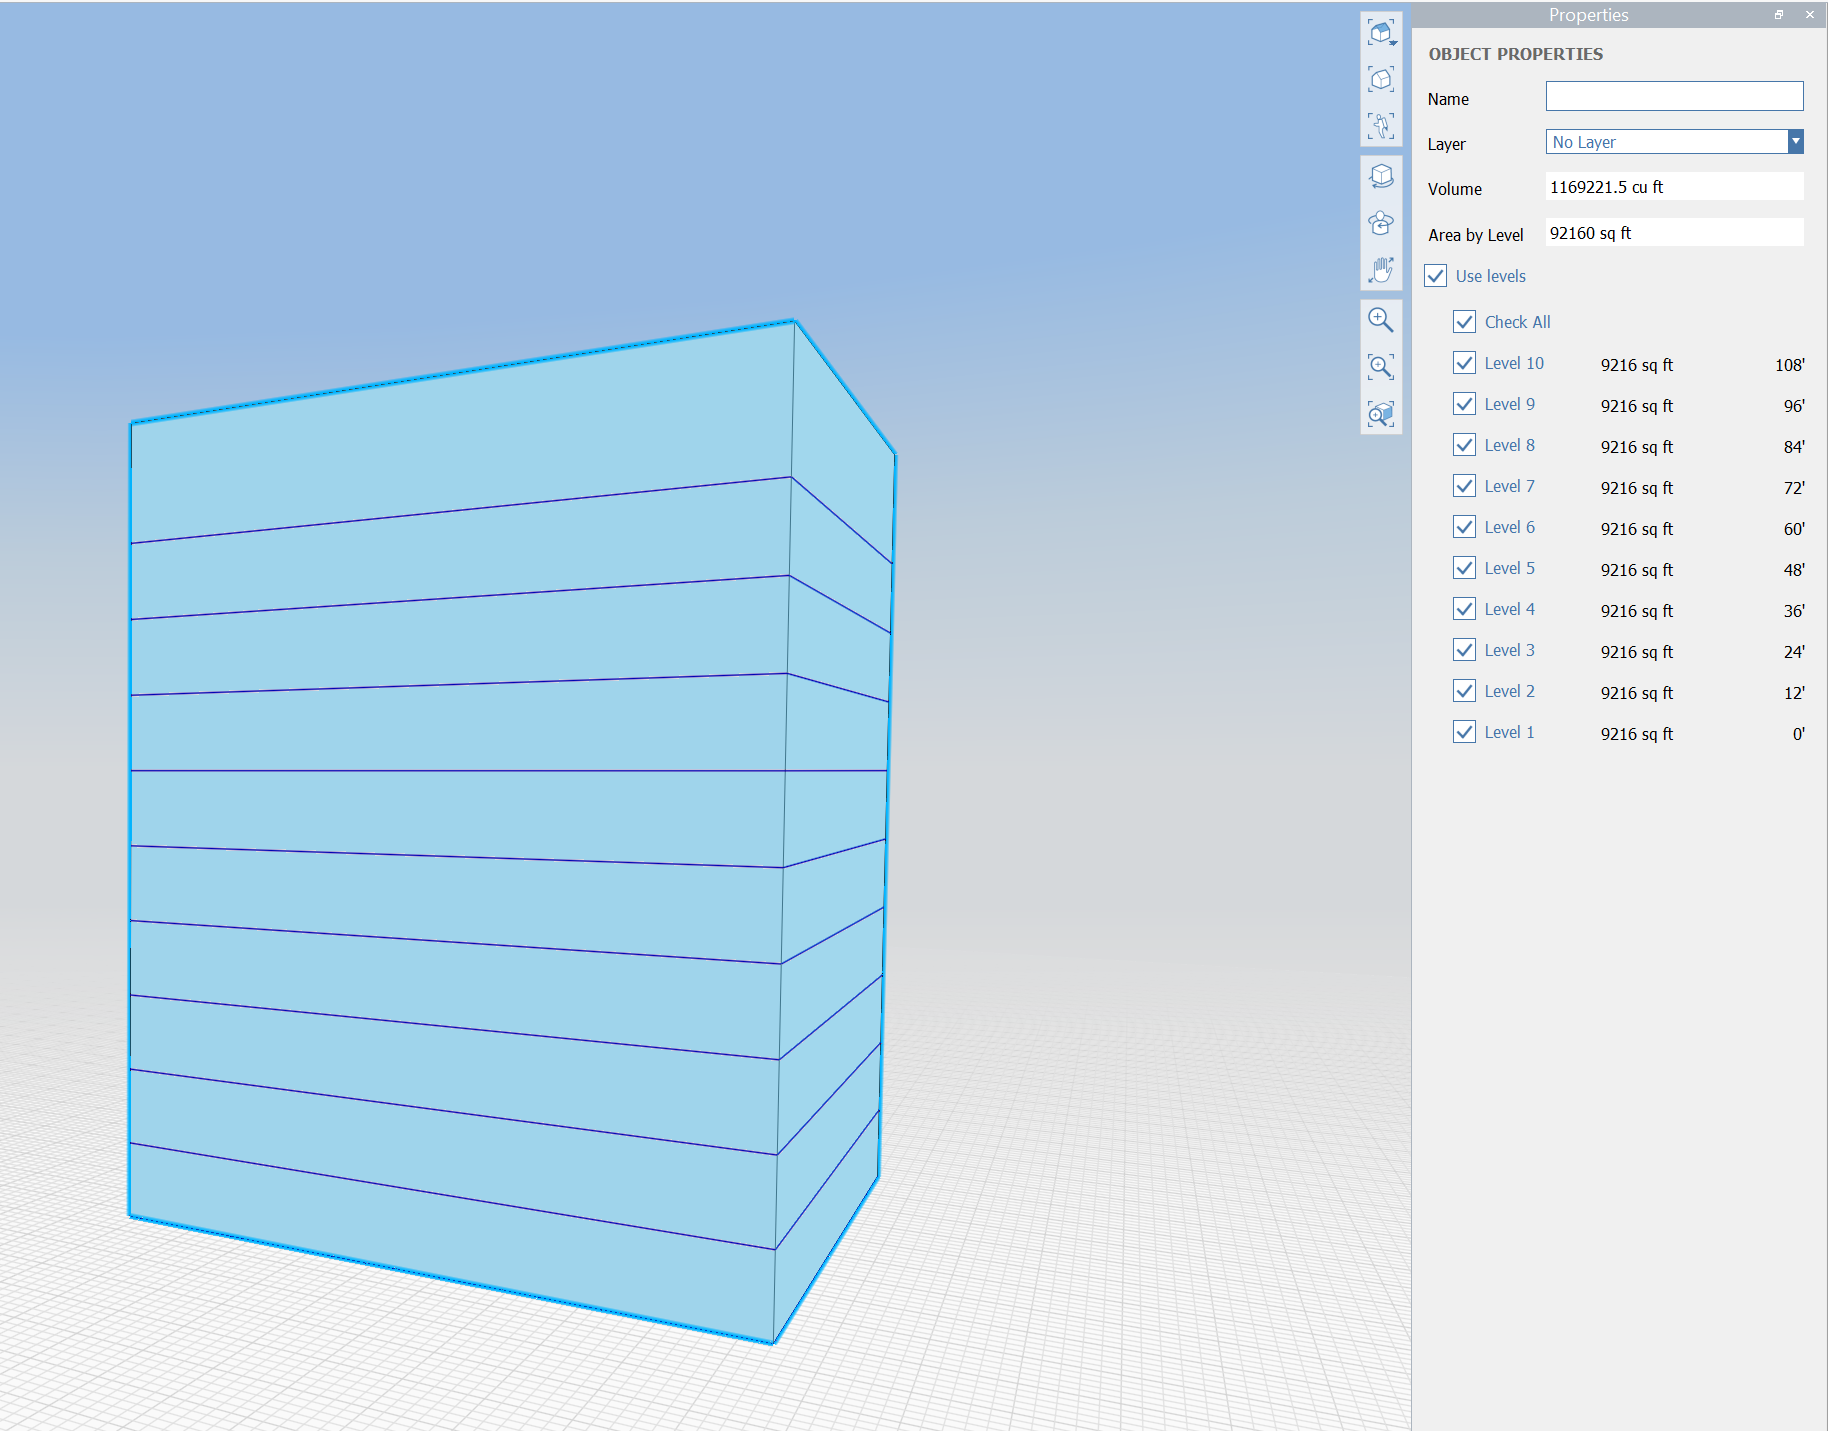 Properties
OBJECT PROPERTIES
Name
Layer No Layer
Volume 1169221.5 cu ft
Area by Level 92160 sq ft
Use levels
Check All
Level 10 9216 sq ft 108'
Level 9 9216 sq ft 96'
Level 8 9216 sq ft 84'
Level 7 9216 sq ft 72'
Level 6 9216 sq ft 60'
Level 5 9216 sq ft 48'
Level 4 9216 sq ft 36'
Level 3 9216 sq ft 24'
Level 2 9216 sq ft 12'
Level 1 9216 sq ft 0'